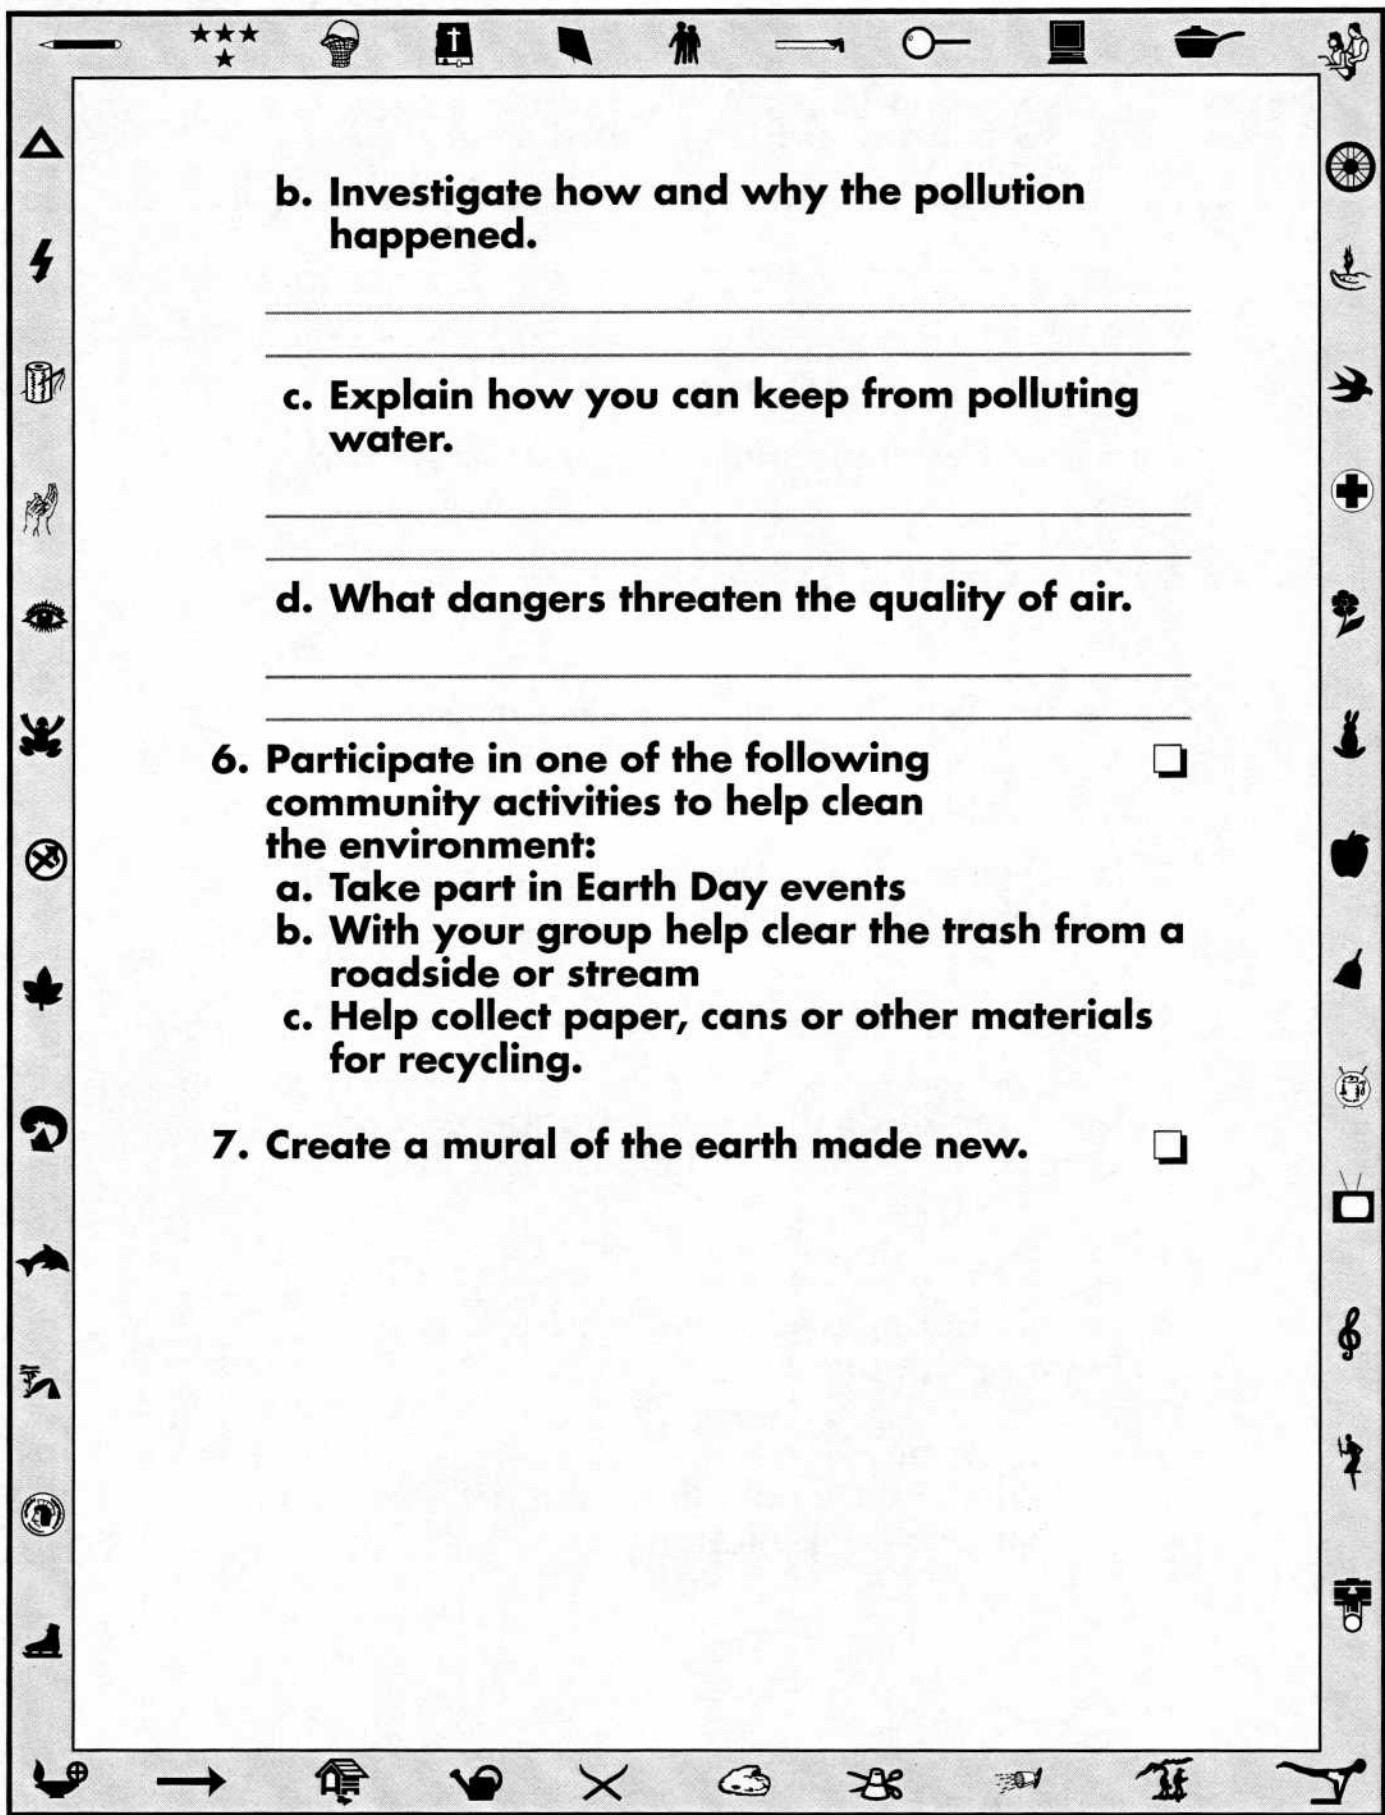 b. Investigate how and why the pollution
happened.
c. Explain how you can keep from polluting
water.
d. What dangers threaten the quality of air.
6. Participate in one of the following
community activities to help clean
the environment:
a. Take part in Earth Day events
b. With your group help clear the trash from a
roadside or stream
c. Help collect paper, cans or other materials
for recycling.
7. Create a mural of the earth made new.